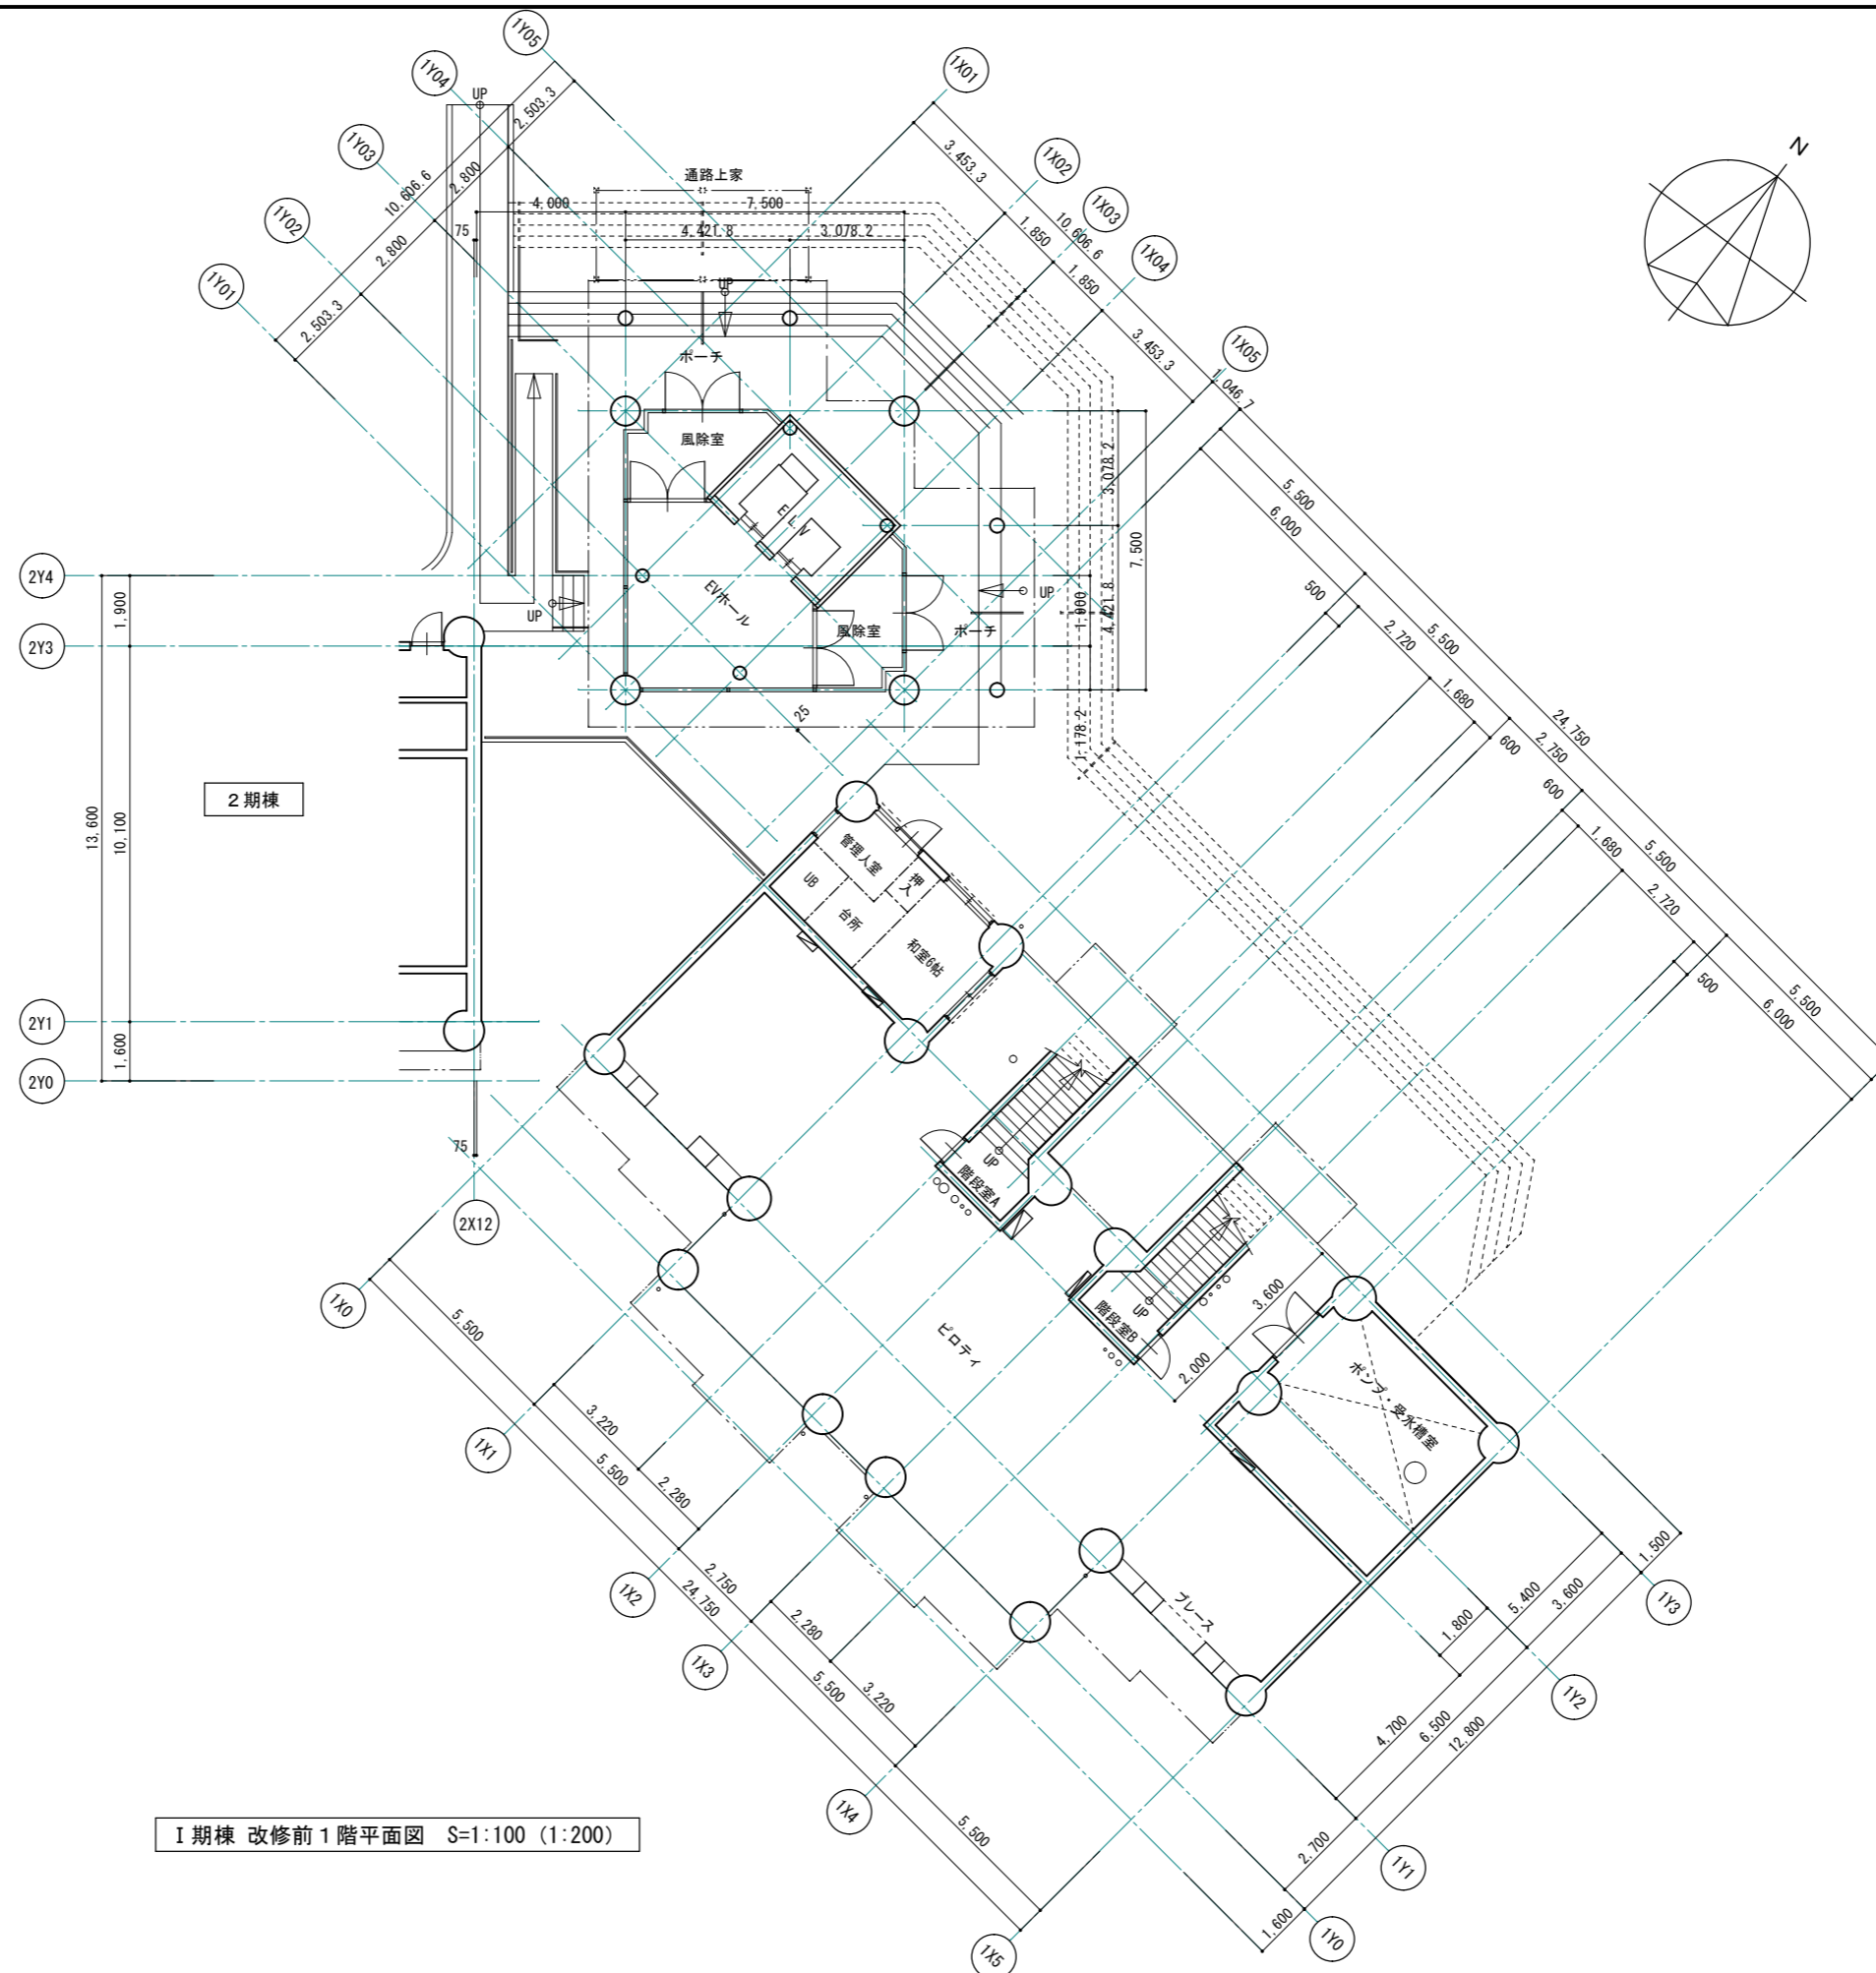 1Y05
1Y04
1Y03
1Y02
1Y01
1X01
1X02
1X03
1X04
1X05
N
UP
10,606.6
2,503.3
2,800
2,800
2,503.3
75
通路上家
4,000
7,500
4,421.8
3,078.2
UP
ポーチ
風除室
ELV
EVホール
風除室
ポーチ
UP
UP
3,453.3
1,850
10,606.6
1,850
3,453.3
1,046.7
3,078.2
7,500
1,900
4,421.8
1,178.2
25
2Y4
2Y3
2Y1
2Y0
1,900
13,600
10,100
1,600
2期棟
75
2X12
5,500
6,000
500
5,500
2,720
1,680
600
24,750
2,750
600
1,680
5,500
2,720
500
5,500
6,000
管理人室
UB
押入
台所
和室6帖
UP
階段室A
UP
階段室B
ピロティ
3,600
2,000
ポンプ・受水槽室
ブレース
1X0
1X1
1X2
1X3
1X4
1X5
5,500
3,220
5,500
2,280
2,750
24,750
2,280
5,500
3,220
5,500
1,500
1Y3
5,400
3,600
1,800
1Y2
4,700
6,500
12,800
1Y1
2,700
1Y0
1,600
Ⅰ期棟 改修前1階平面図 S=1:100 (1:200)